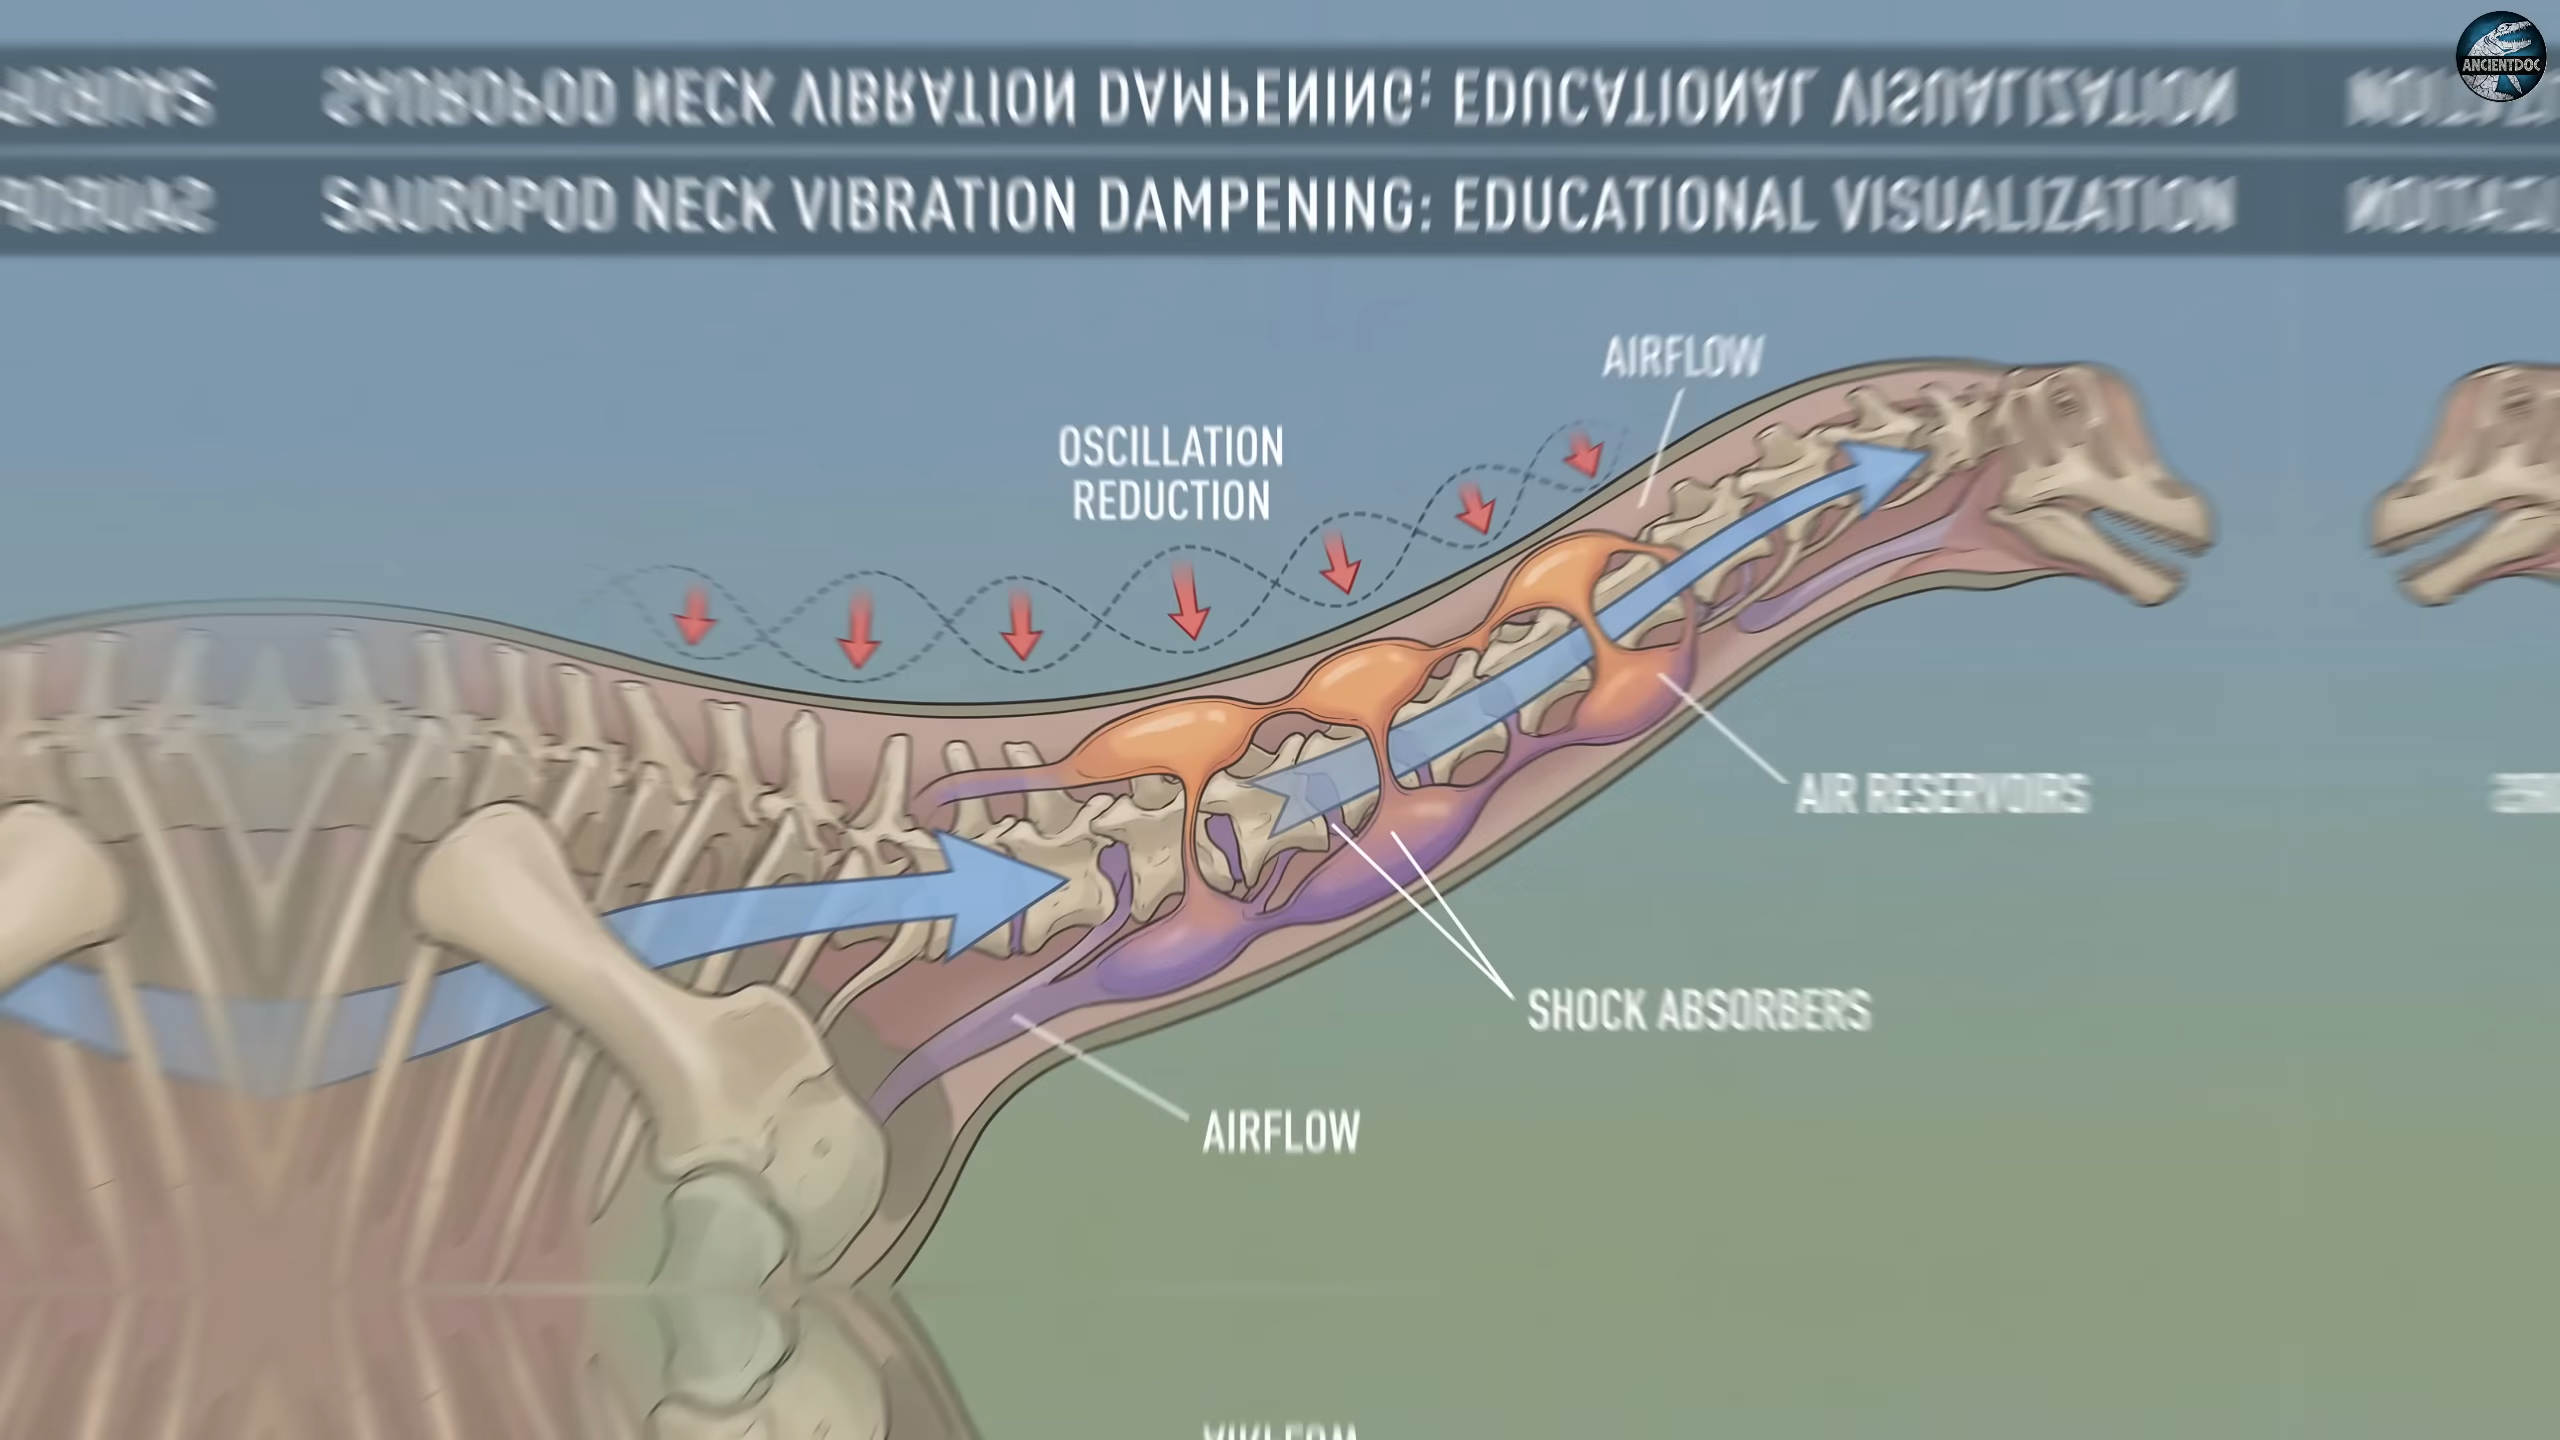 ANCIENTDOC
SAUROPOD NECK VIBRATION DAMPENING: EDUCATIONAL VISUALIZATION
SAUROPOD NECK VIBRATION DAMPENING: EDUCATIONAL VISUALIZATION
AIRFLOW
OSCILLATION
REDUCTION
AIR RESERVOIRS
SHOCK ABSORBERS
AIRFLOW